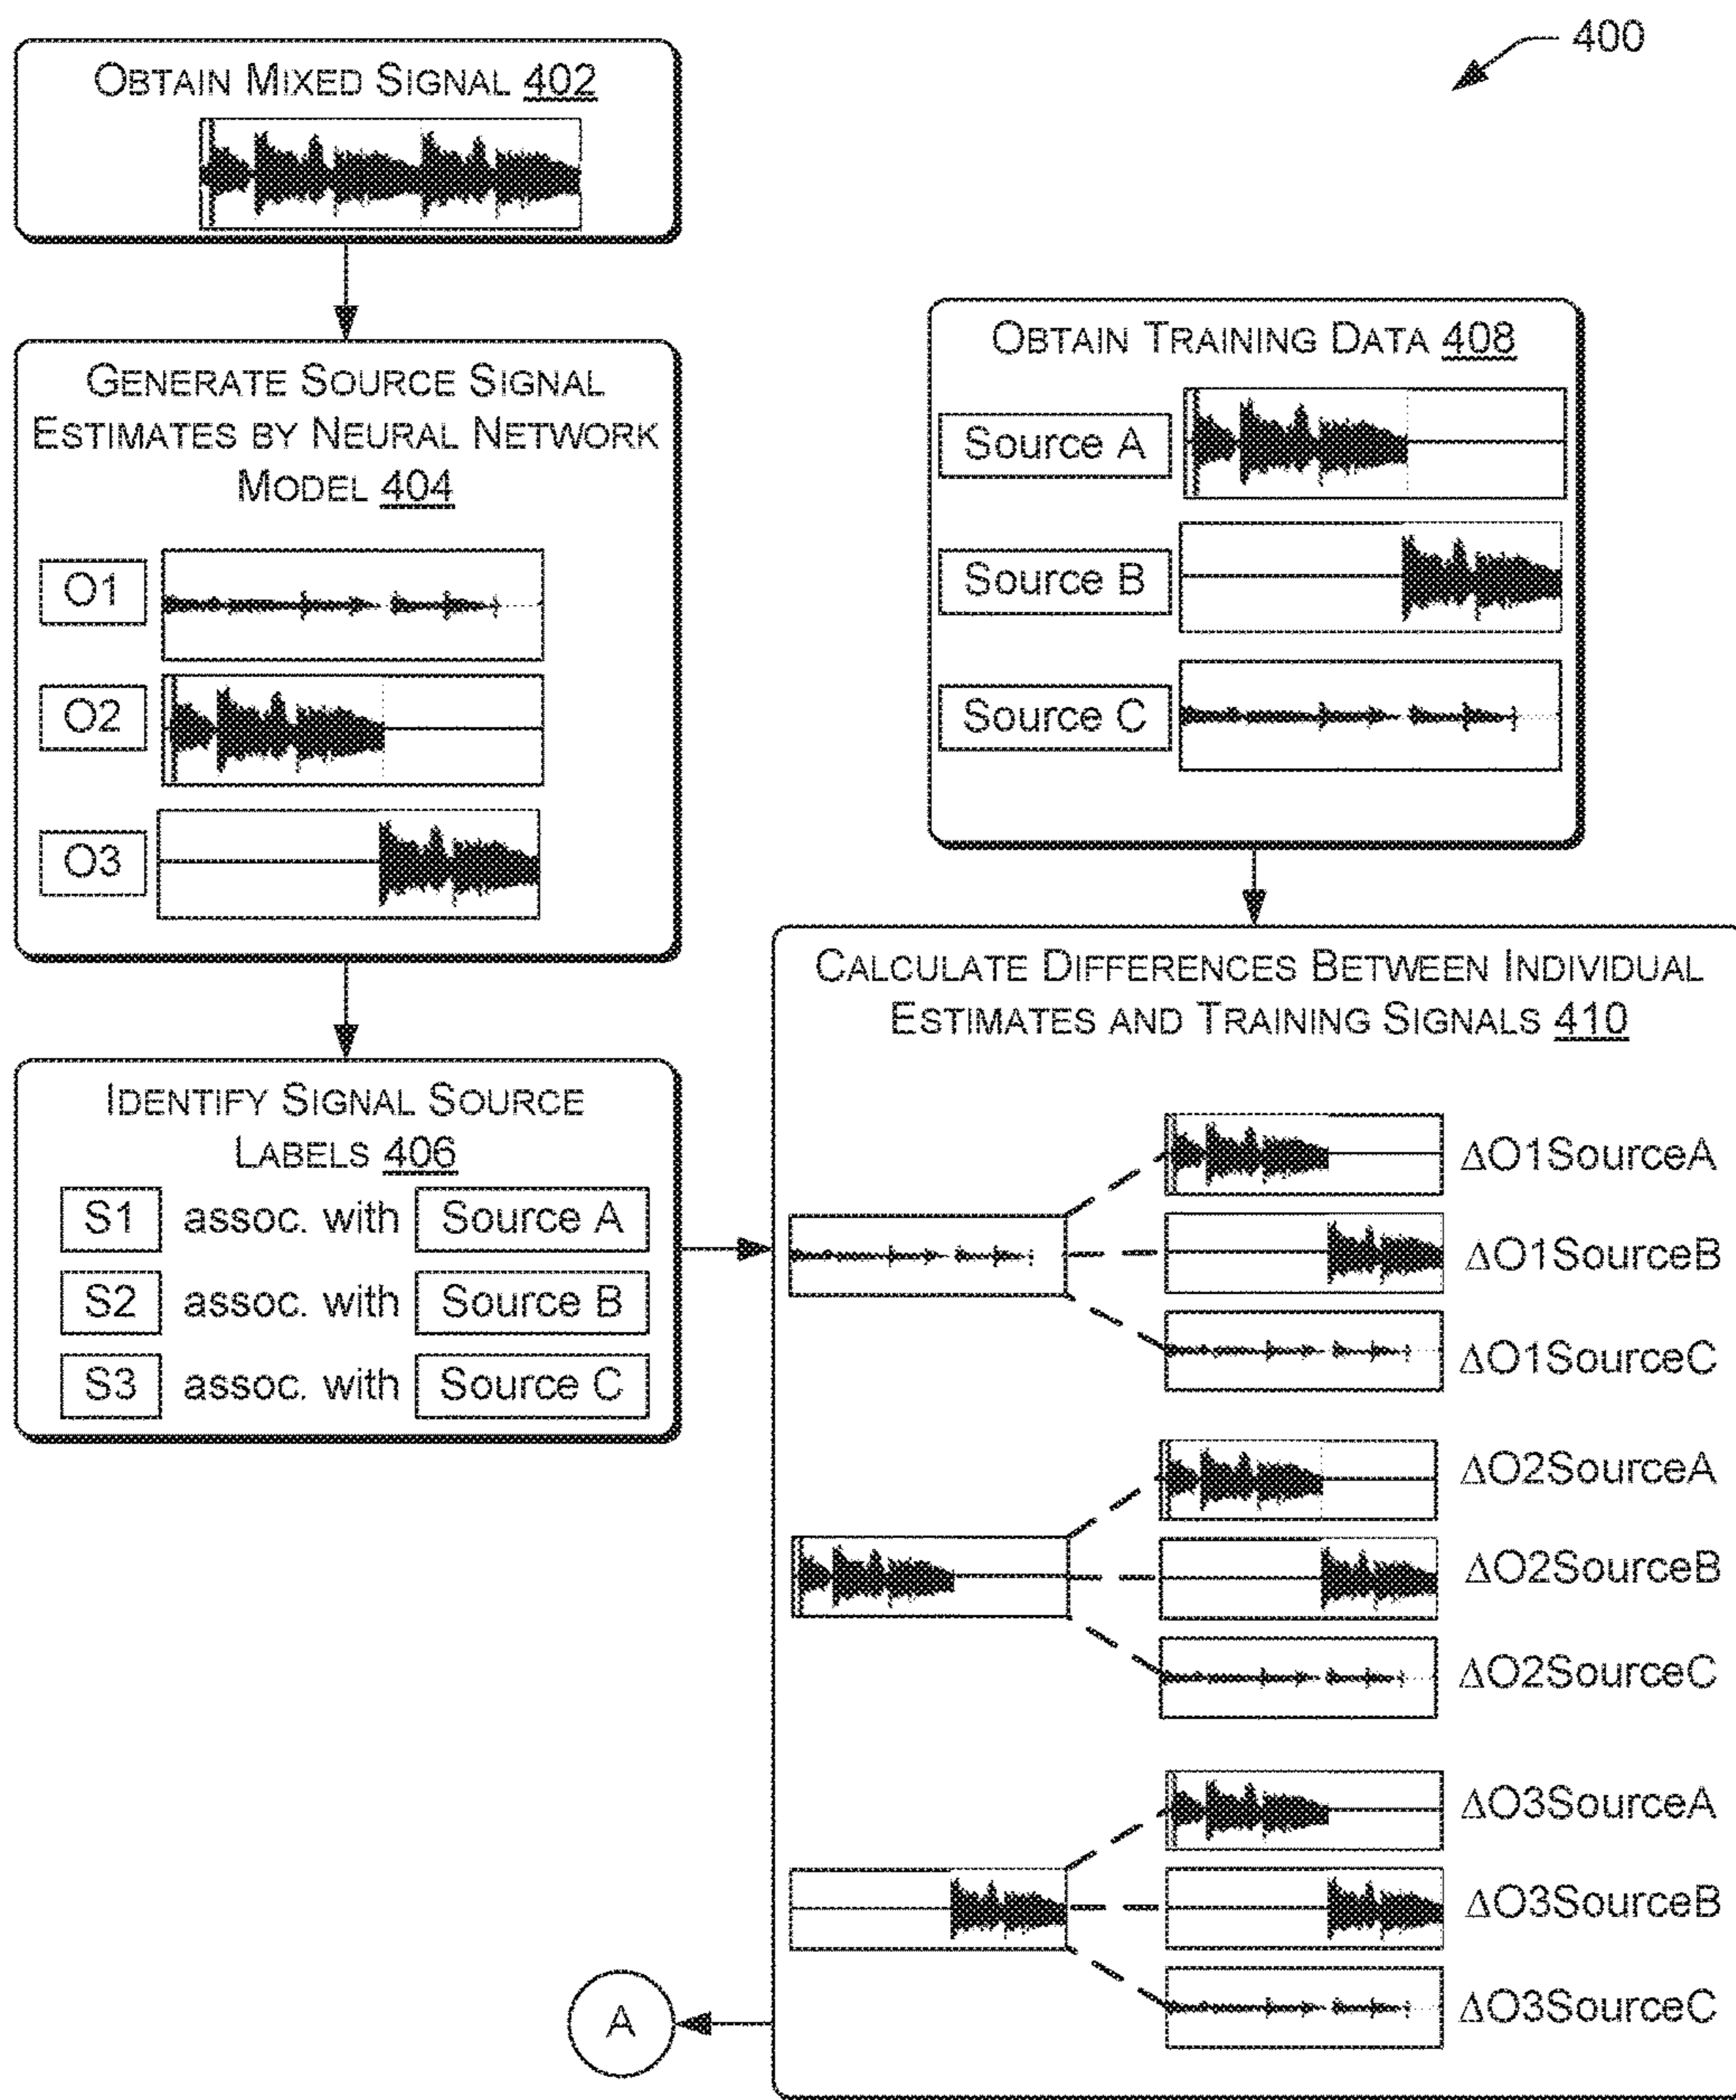 400
OBTAIN MIXED SIGNAL 402
GENERATE SOURCE SIGNAL
ESTIMATES BY NEURAL NETWORK
MODEL 404
O1
O2
O3
IDENTIFY SIGNAL SOURCE
LABELS 406
S1 assoc. with Source A
S2 assoc. with Source B
S3 assoc. with Source C
OBTAIN TRAINING DATA 408
Source A
Source B
Source C
CALCULATE DIFFERENCES BETWEEN INDIVIDUAL
ESTIMATES AND TRAINING SIGNALS 410
ΔO1SourceA
ΔO1SourceB
ΔO1SourceC
ΔO2SourceA
ΔO2SourceB
ΔO2SourceC
ΔO3SourceA
ΔO3SourceB
ΔO3SourceC
A